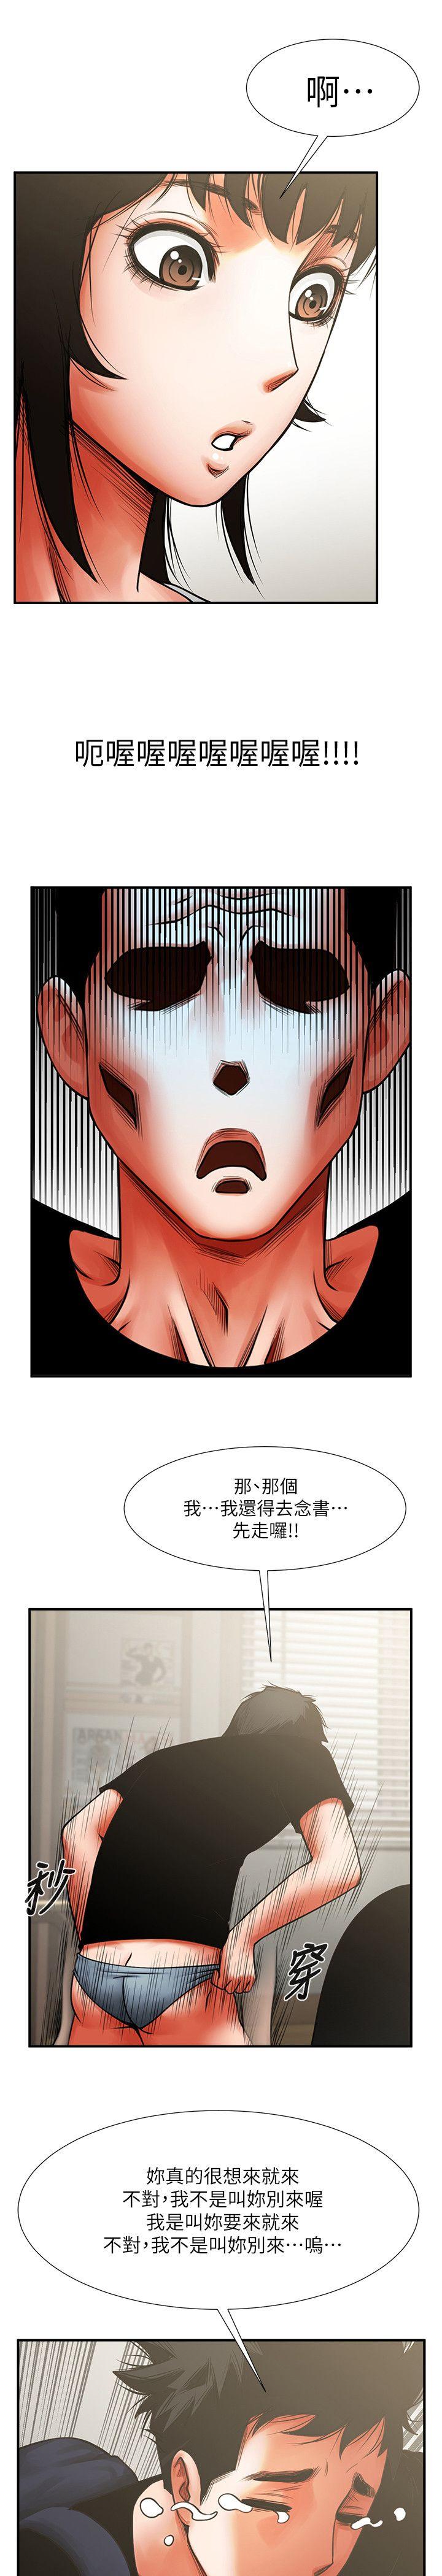 啊⋯
呃喔喔喔喔喔喔喔!!!!
那、那個
我⋯我還得去念書⋯
先走囉!!
秒
穿
妳真的很想來就來
不對,我不是叫妳別來喔
我是叫妳要來就來
不對,我不是叫妳別來⋯嗚⋯